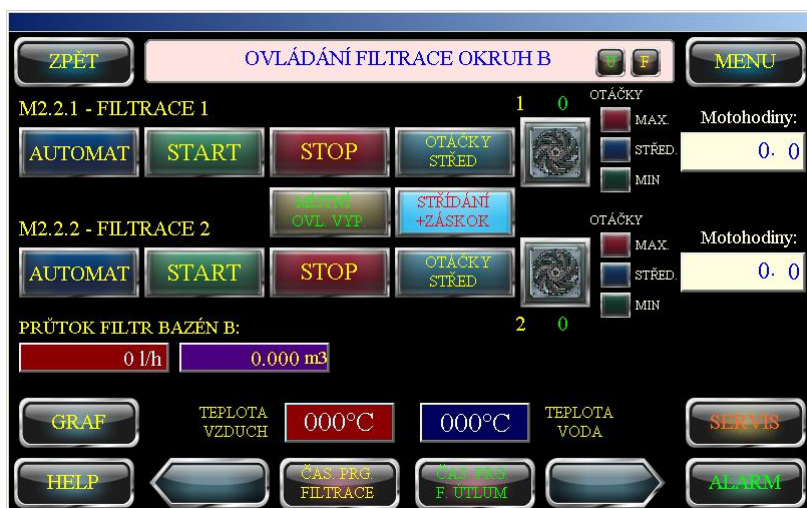 ZPĚT
OVLÁDÁNÍ FILTRACE OKRUH B
F
MENU
M2.2.1 - FILTRACE 1
1 0
OTÁČKY
MAX.
STŘED.
MIN
Motohodiny:
0. 0
AUTOMAT
START
STOP
OTÁČKY
STŘED
MÍSTNÍ
OVL. VYP.
STŘÍDÁNÍ
+ZÁSKOK
M2.2.2 - FILTRACE 2
OTÁČKY
MAX.
STŘED.
MIN
Motohodiny:
0. 0
AUTOMAT
START
STOP
OTÁČKY
STŘED
2 0
PRŮTOK FILTR BAZÉN B:
0 l/h
0.000 m3
GRAF
TEPLOTA
VZDUCH
000°C
000°C
TEPLOTA
VODA
SERVIS
HELP
ČAS. PRG.
FILTRACE
ČAS. PRG.
F. ÚTLUM
ALARM